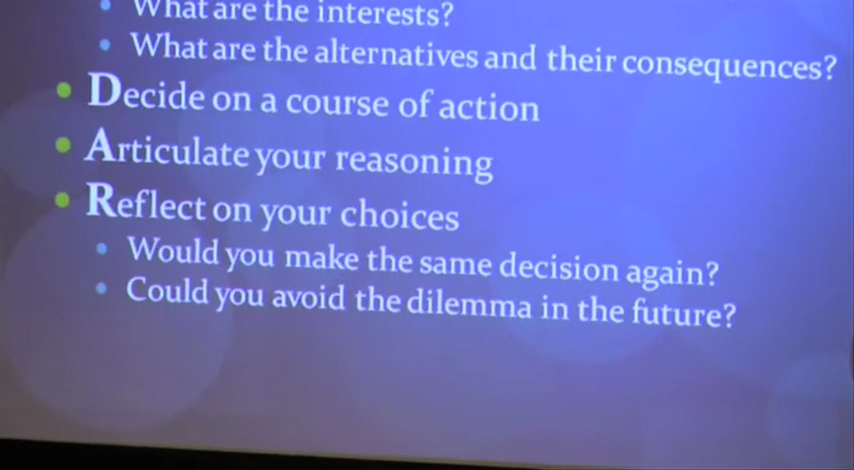 What are the interests?
What are the alternatives and their consequences?
Decide on a course of action
Articulate your reasoning
Reflect on your choices
Would you make the same decision again?
Could you avoid the dilemma in the future?